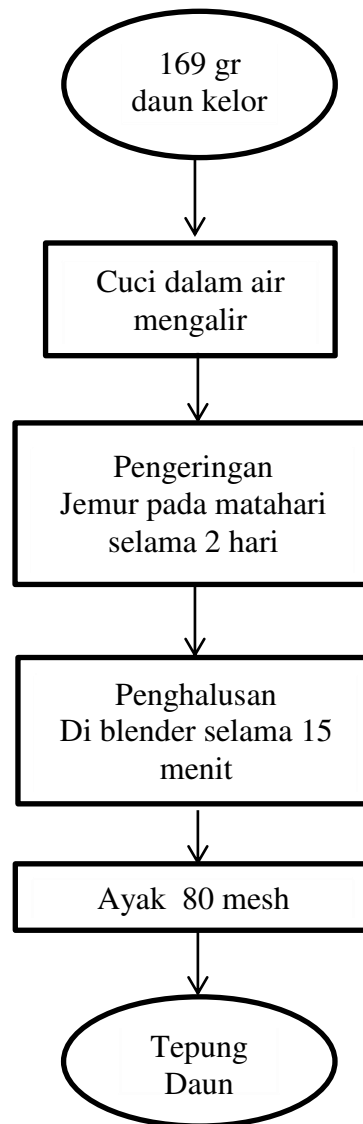 169 gr
daun kelor
Cuci dalam air
mengalir
Pengeringan
Jemur pada matahari
selama 2 hari
Penghalusan
Di blender selama 15
menit
Ayak 80 mesh
Tepung
Daun